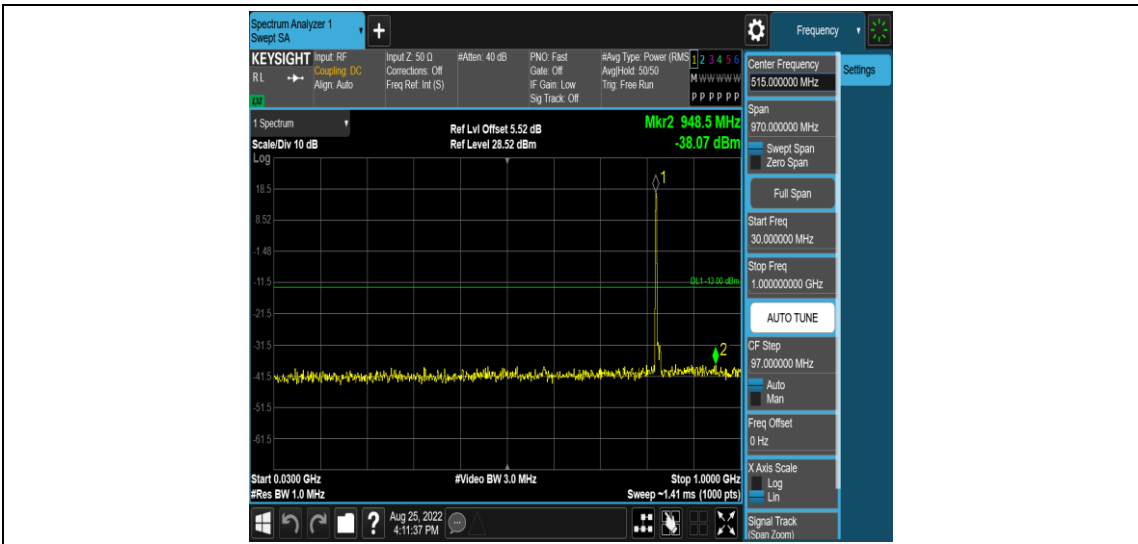 Spectrum Analyzer 1
Swept SA
+
Frequency
KEYSIGHT
RL
LXI
Input: RF
Coupling: DC
Align: Auto
Input Z: 50 Ω
Corrections: Off
Freq Ref: Int (S)
#Atten: 40 dB
PNO: Fast
Gate: Off
IF Gain: Low
Sig Track: Off
#Avg Type: Power (RMS
Avg|Hold: 50/50
Trig: Free Run
1 2 3 4 5 6
M W W W W W
P P P P P P
1 Spectrum
Scale/Div 10 dB
Log
Ref Lvl Offset 5.52 dB
Ref Level 28.52 dBm
Mkr2 948.5 MHz
-38.07 dBm
1
18.5
8.52
-1.48
-11.5
DL1 -13.00 dBm
-21.5
-31.5
2
-41.5
-51.5
-61.5
Start 0.0300 GHz
#Res BW 1.0 MHz
#Video BW 3.0 MHz
Stop 1.0000 GHz
Sweep ~1.41 ms (1000 pts)
Center Frequency
515.000000 MHz
Settings
Span
970.000000 MHz
Swept Span
Zero Span
Full Span
Start Freq
30.000000 MHz
Stop Freq
1.000000000 GHz
AUTO TUNE
CF Step
97.000000 MHz
Auto
Man
Freq Offset
0 Hz
X Axis Scale
Log
Lin
Signal Track
(Span Zoom)
?
Aug 25, 2022
4:11:37 PM